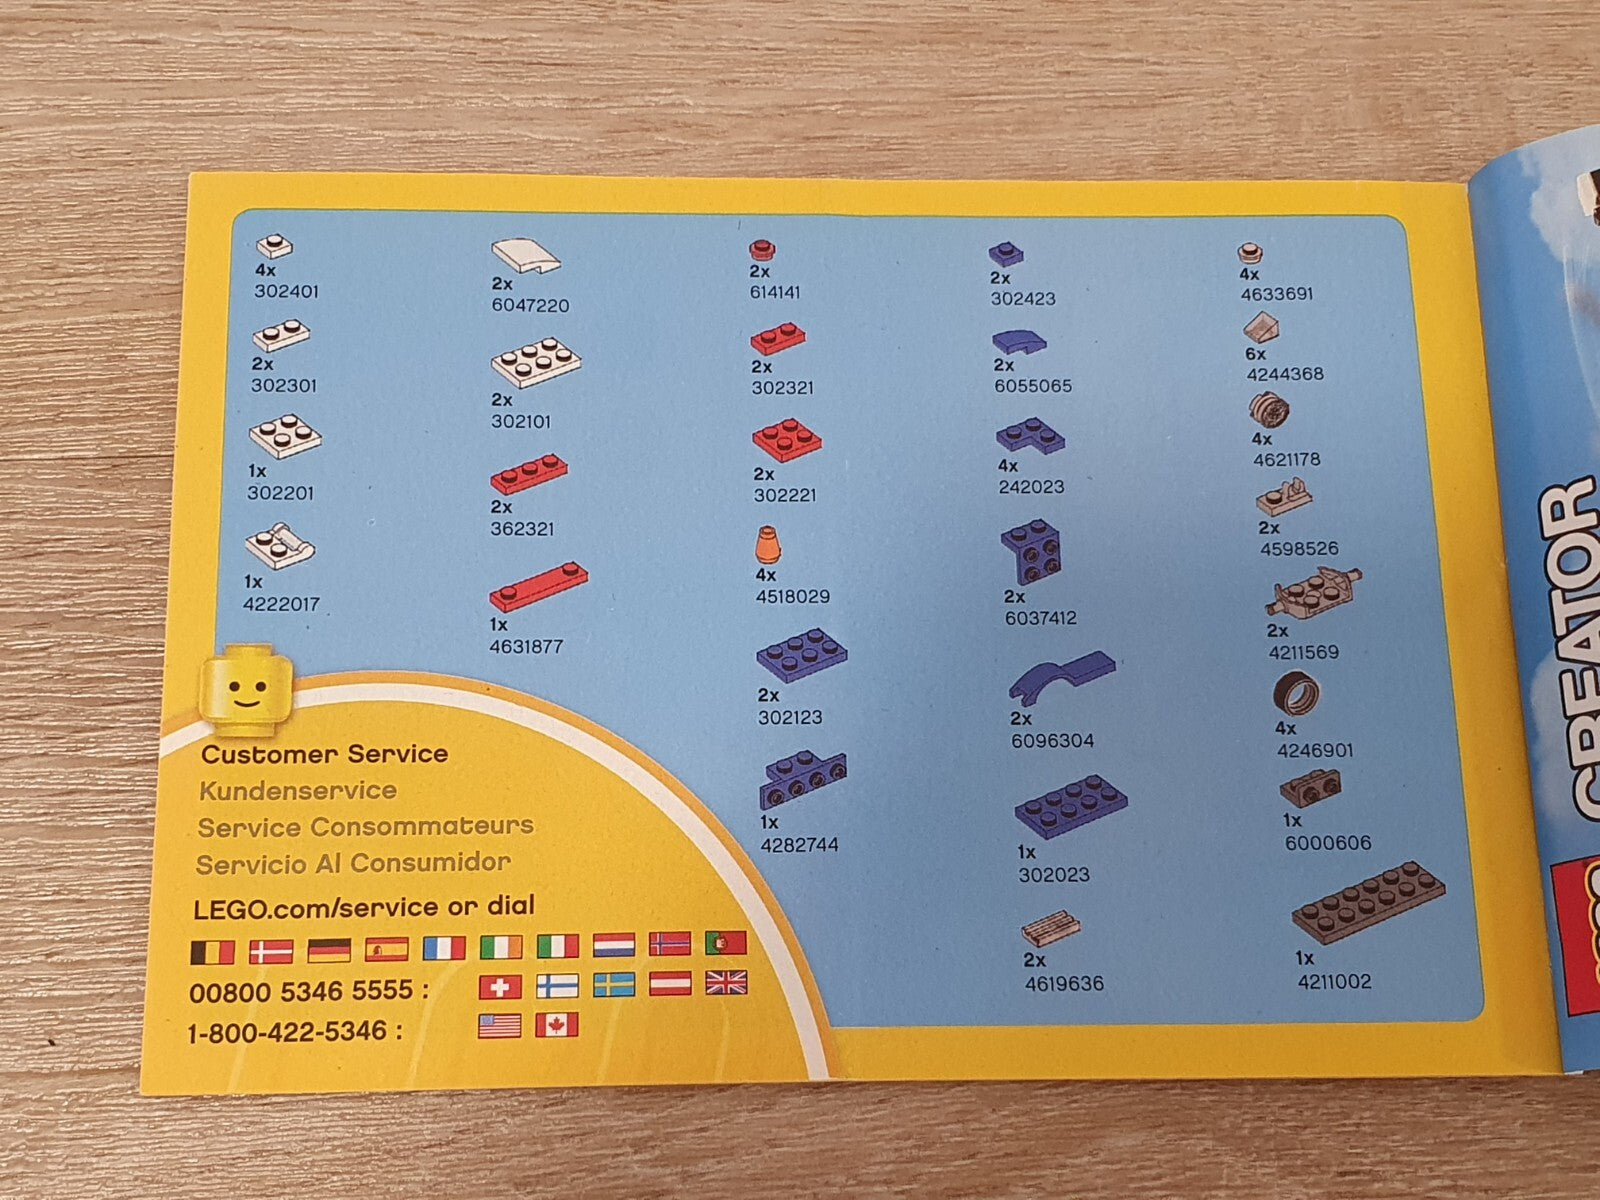 4x
302401
2x
302301
1x
302201
1x
4222017
2x
6047220
2x
302101
2x
362321
1x
4631877
2x
614141
2x
302321
2x
302221
4x
4518029
2x
302123
1x
4282744
2x
302423
2x
6055065
4x
242023
2x
6037412
2x
6096304
1x
302023
2x
4619636
4x
4633691
6x
4244368
4x
4621178
2x
4598526
2x
4211569
4x
4246901
1x
6000606
1x
4211002
Customer Service
Kundenservice
Service Consommateurs
Servicio Al Consumidor
LEGO.com/service or dial
00800 5346 5555 :
1-800-422-5346 :
CREATOR